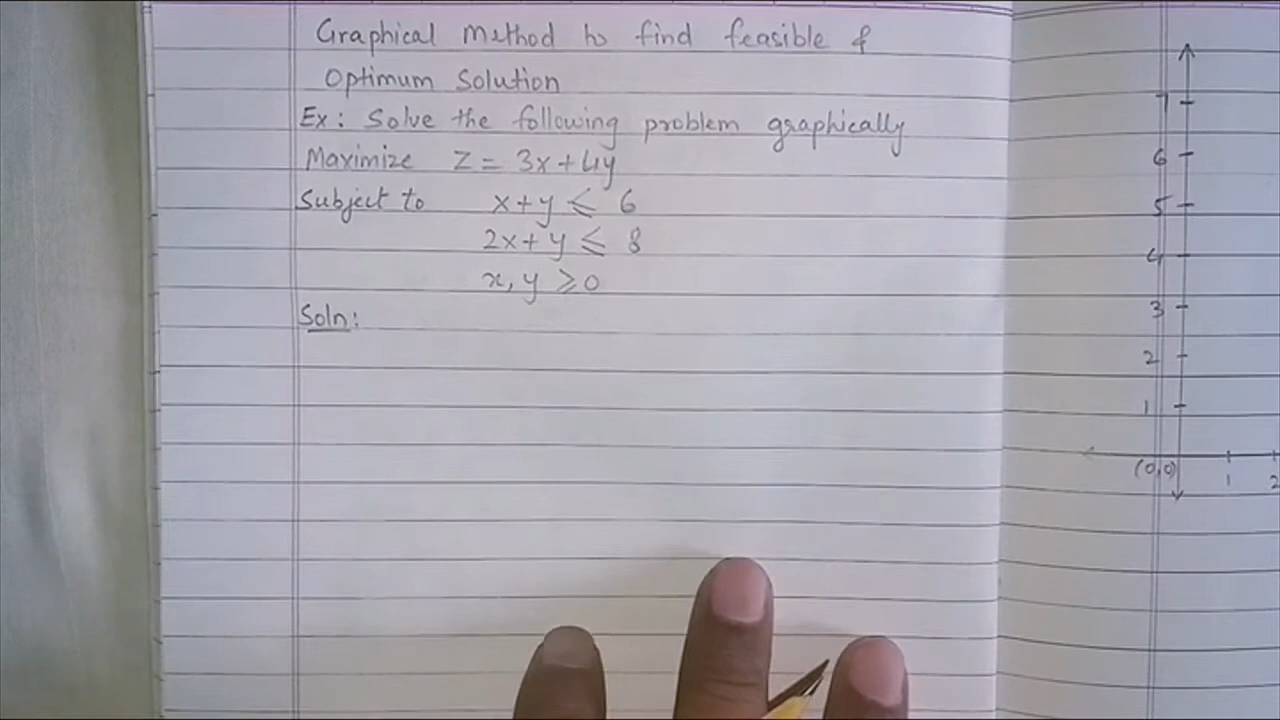 Graphical method to find feasible &
Optimum Solution
Ex: Solve the following problem graphically
Maximize Z = 3x+4y
Subject to x+y ⩽ 6
2x+y ⩽ 8
x, y ⩾ 0
Soln:
7
6
5
4
3
2
1
(0,0) 1 2